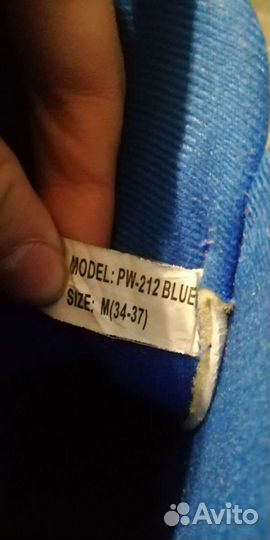 MODEL: PW-212 BLUE
SIZE: M(34-37)
Avito